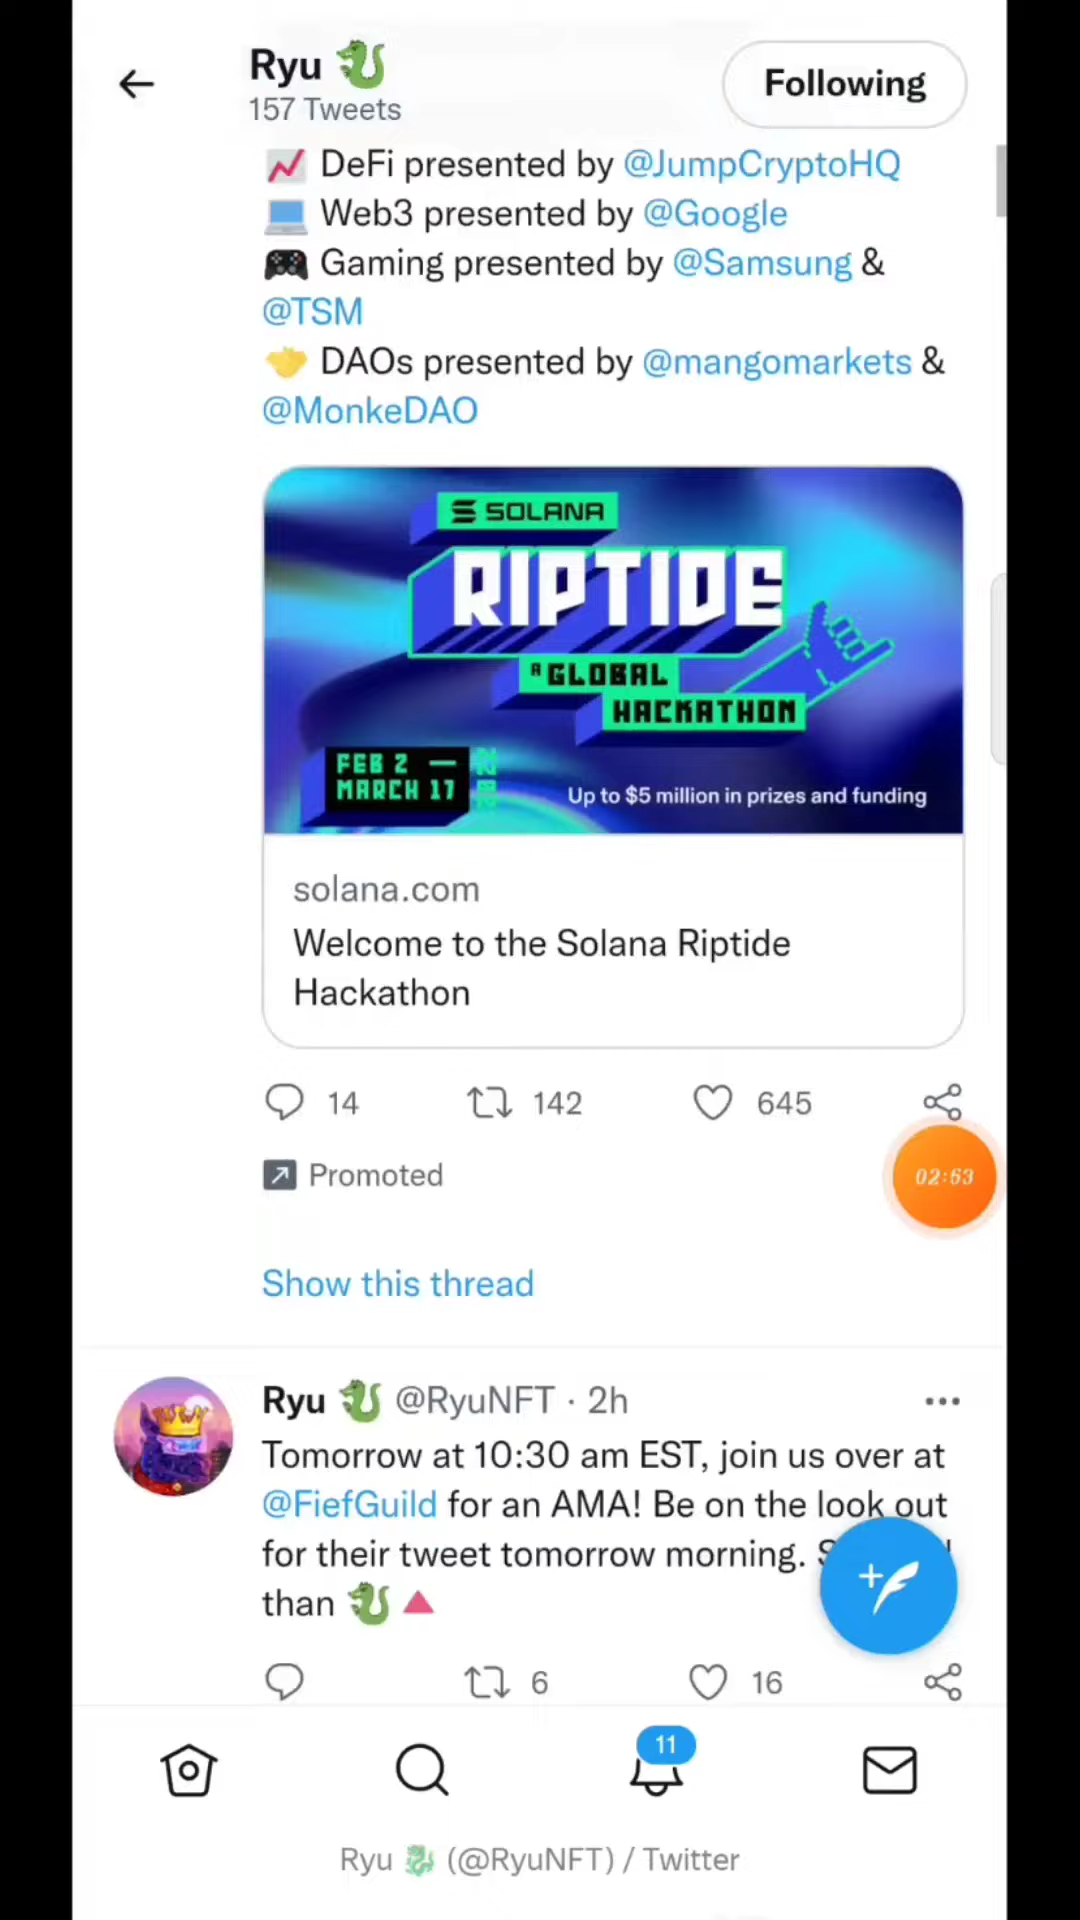 Ryu 🐉
157 Tweets
Following
📈 DeFi presented by @JumpCryptoHQ
💻 Web3 presented by @Google
🎮 Gaming presented by @Samsung &
@TSM
🤝 DAOs presented by @mangomarkets &
@MonkeDAO
SOLANA
RIPTIDE
A GLOBAL
HACKATHON
FEB 2 —
MARCH 17
Up to $5 million in prizes and funding
solana.com
Welcome to the Solana Riptide
Hackathon
14 142 645
Promoted
02:63
Show this thread
Ryu 🐉 @RyuNFT · 2h
Tomorrow at 10:30 am EST, join us over at
@FiefGuild for an AMA! Be on the look out
for their tweet tomorrow morning.
than 🐉 🔺
6 16
11
Ryu 🐉 (@RyuNFT) / Twitter